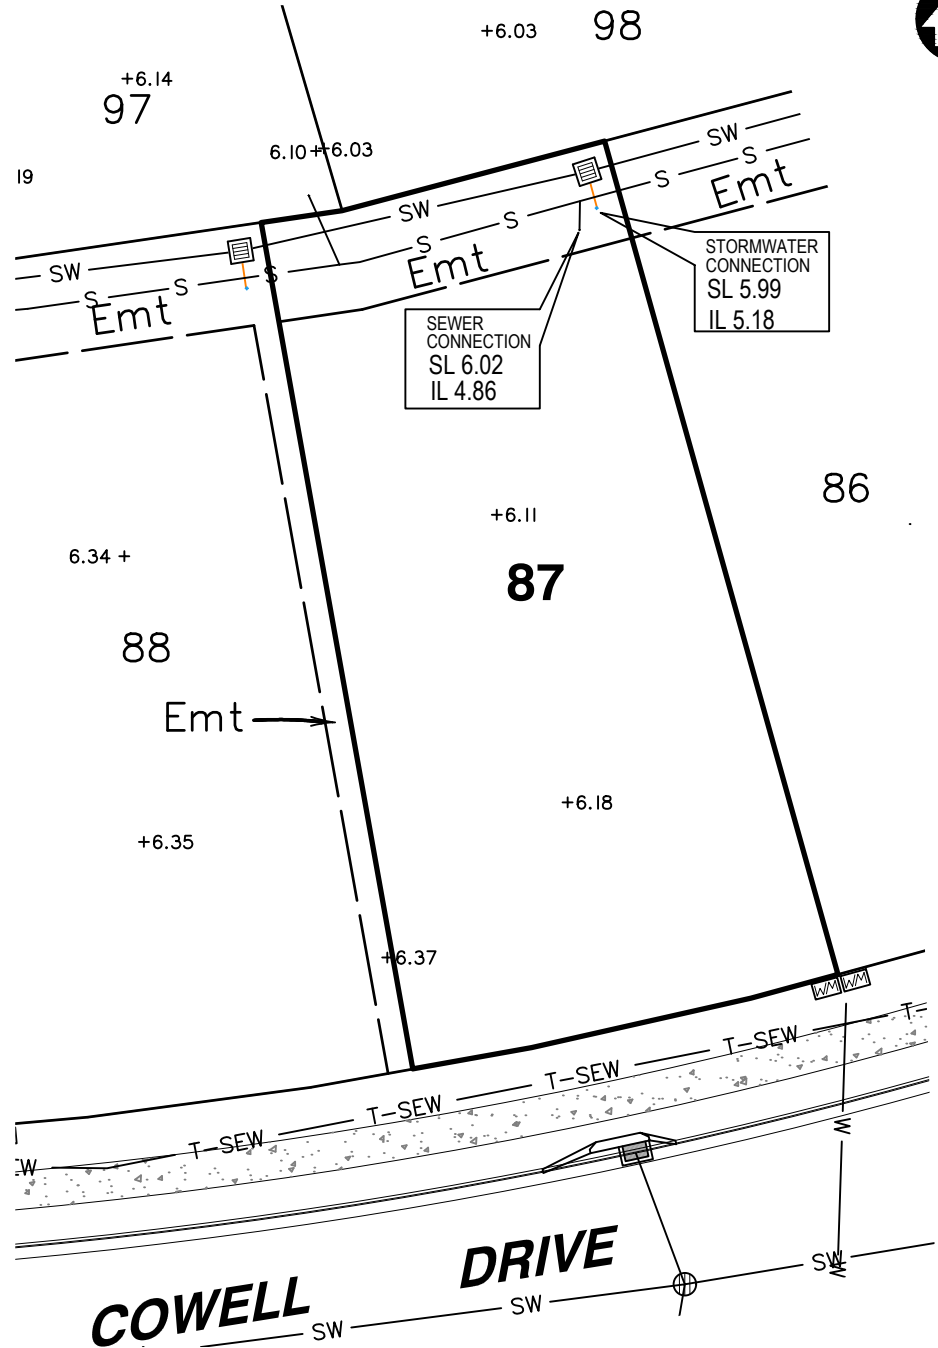 +6.03
98
+6.14
97
6.10 + +6.03
19
SW
SW
S
S
Emt
S
S
Emt
SW
S
S
S
Emt
STORMWATER
CONNECTION
SL 5.99
IL 5.18
SEWER
CONNECTION
SL 6.02
IL 4.86
86
+6.11
87
6.34 +
88
Emt
+6.18
+6.35
+6.37
W/M
W/M
T-
T-SEW
T-SEW
T-SEW
T-SEW
EW
W
W
SW
SW
SW
COWELL DRIVE